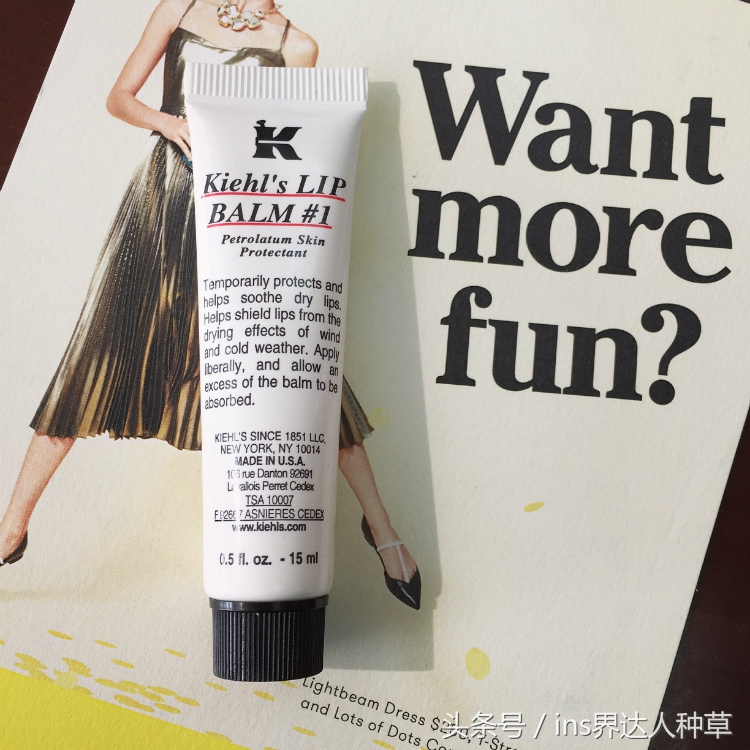 K
Kiehl's LIP
BALM #1
Petrolatum Skin
Protectant
Temporarily protects and
helps soothe dry lips.
Helps shield lips from the
drying effects of wind
and cold weather. Apply
liberally, and allow an
excess of the balm to be
absorbed.
KIEHL'S SINCE 1851 LLC,
NEW YORK, NY 10014
MADE IN U.S.A.
rue Danton 92691
Perret Cedex
TSA 10007
ASNIERES CEDEX
www.kiehls.com
0.5 fl. oz. - 15 ml
Want
more
fun?
Lightbeam Dress
and Lots of Dots
头条号 / ins界达人种草